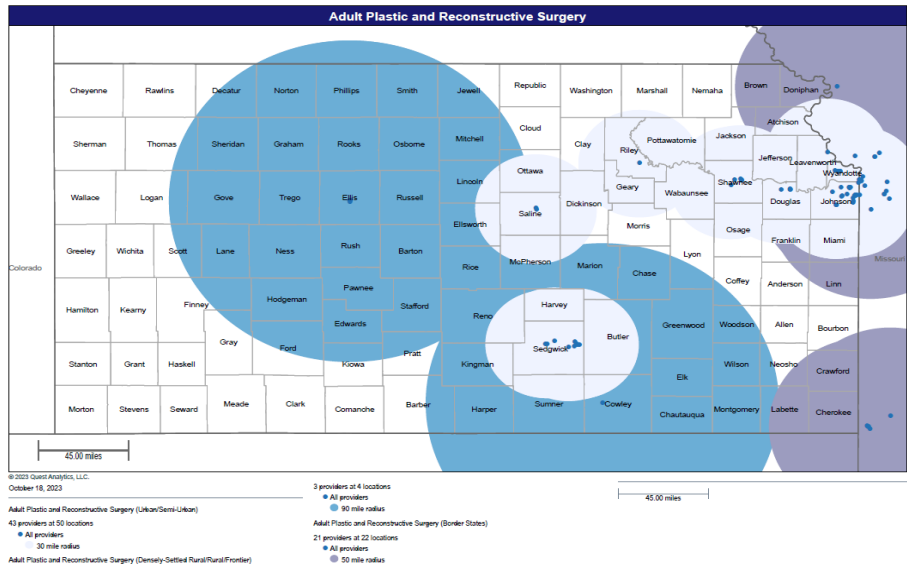 Adult Plastic and Reconstructive Surgery
Cheyenne Rawlins Decatur Norton Phillips Smith Jewell Republic Washington Marshall Nemaha Brown Doniphan
Cloud Atchison
Sherman Thomas Sheridan Graham Rooks Osborne Mitchell Clay Riley Pottawatomie Jackson
Jefferson Leavenworth
Ottawa Wyandotte
Lincoln Geary Wabaunsee Shawnee
Wallace Logan Gove Trego Ellis Russell Saline Dickinson Douglas Johnson
Ellsworth Morris Osage
Greeley Wichita Scott Lane Ness Rush Barton Lyon Franklin Miami
Colorado Rice McPherson Marion Chase Missouri
Pawnee Coffey Anderson Linn
Hamilton Kearny Finney Hodgeman Stafford Reno Harvey
Edwards Greenwood Woodson Allen Bourbon
Gray Ford Butler
Stanton Grant Haskell Kiowa Pratt Kingman Sedgwick Wilson Neosho Crawford
Elk
Morton Stevens Seward Meade Clark Comanche Barber Harper Sumner Cowley Chautauqua Montgomery Labette Cherokee
45.00 miles
© 2023 Quest Analytics, LLC.
October 18, 2023
Adult Plastic and Reconstructive Surgery (Urban/Semi-Urban)
43 providers at 50 locations
All providers
30 mile radius
Adult Plastic and Reconstructive Surgery (Densely-Settled Rural/Rural/Frontier)
3 providers at 4 locations
All providers
90 mile radius
Adult Plastic and Reconstructive Surgery (Border States)
21 providers at 22 locations
All providers
50 mile radius
45.00 miles